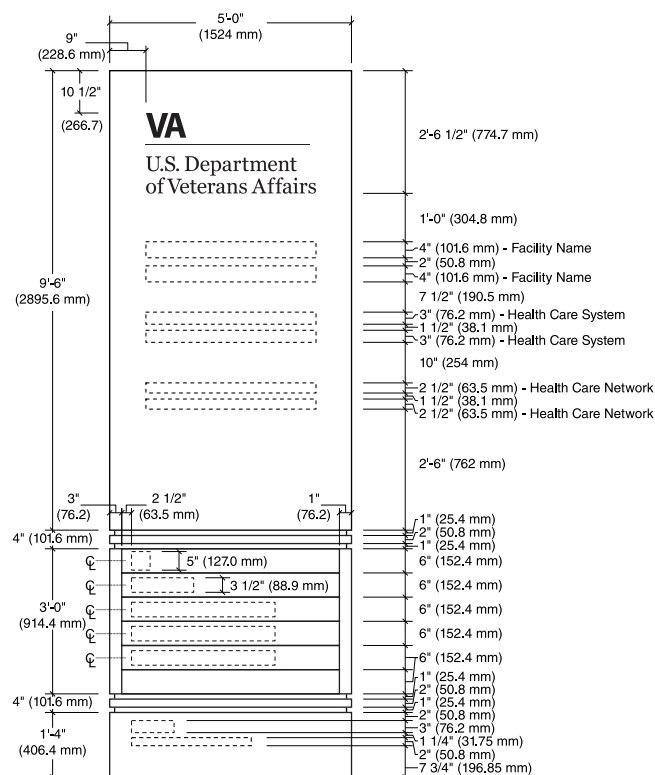 5'-0"
(1524 mm)
9"
(228.6 mm)
10 1/2"
(266.7)
VA
U.S. Department
of Veterans Affairs
9'-6"
(2895.6 mm)
2'-6 1/2" (774.7 mm)
1'-0" (304.8 mm)
4" (101.6 mm) - Facility Name
2" (50.8 mm)
4" (101.6 mm) - Facility Name
7 1/2" (190.5 mm)
3" (76.2 mm) - Health Care System
1 1/2" (38.1 mm)
3" (76.2 mm) - Health Care System
10" (254 mm)
2 1/2" (63.5 mm) - Health Care Network
1 1/2" (38.1 mm)
2 1/2" (63.5 mm) - Health Care Network
2'-6" (762 mm)
3"
(76.2)
2 1/2"
(63.5 mm)
1"
(76.2)
4" (101.6 mm)
1" (25.4 mm)
2" (50.8 mm)
1" (25.4 mm)
℄
5" (127.0 mm)
6" (152.4 mm)
℄
3 1/2" (88.9 mm)
6" (152.4 mm)
3'-0"
(914.4 mm)
℄
6" (152.4 mm)
℄
6" (152.4 mm)
℄
6" (152.4 mm)
4" (101.6 mm)
1" (25.4 mm)
2" (50.8 mm)
1" (25.4 mm)
1'-4"
(406.4 mm)
2" (50.8 mm)
3" (76.2 mm)
1 1/4" (31.75 mm)
2" (50.8 mm)
7 3/4" (196.85 mm)